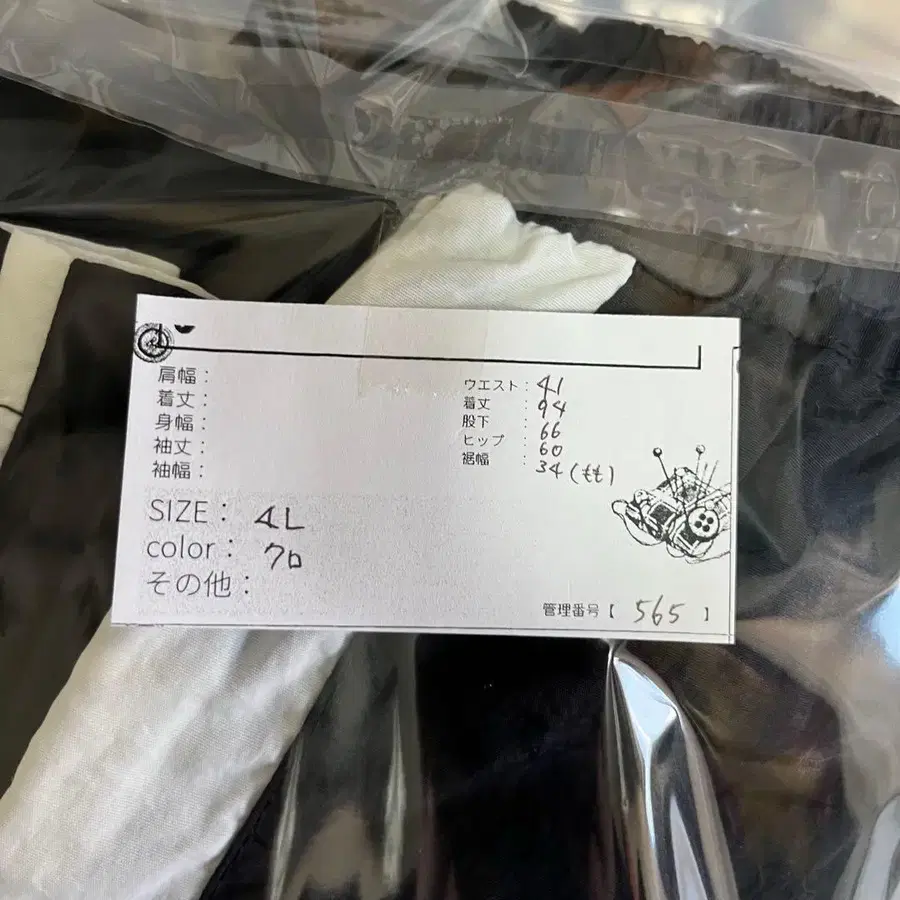 肩幅：
着丈：
身幅：
袖丈：
袖幅：
ウエスト：41
着丈：94
股下：66
ヒップ：60
裾幅：34（もも）
SIZE：4L
color：クロ
その他：
管理番号【 565 】